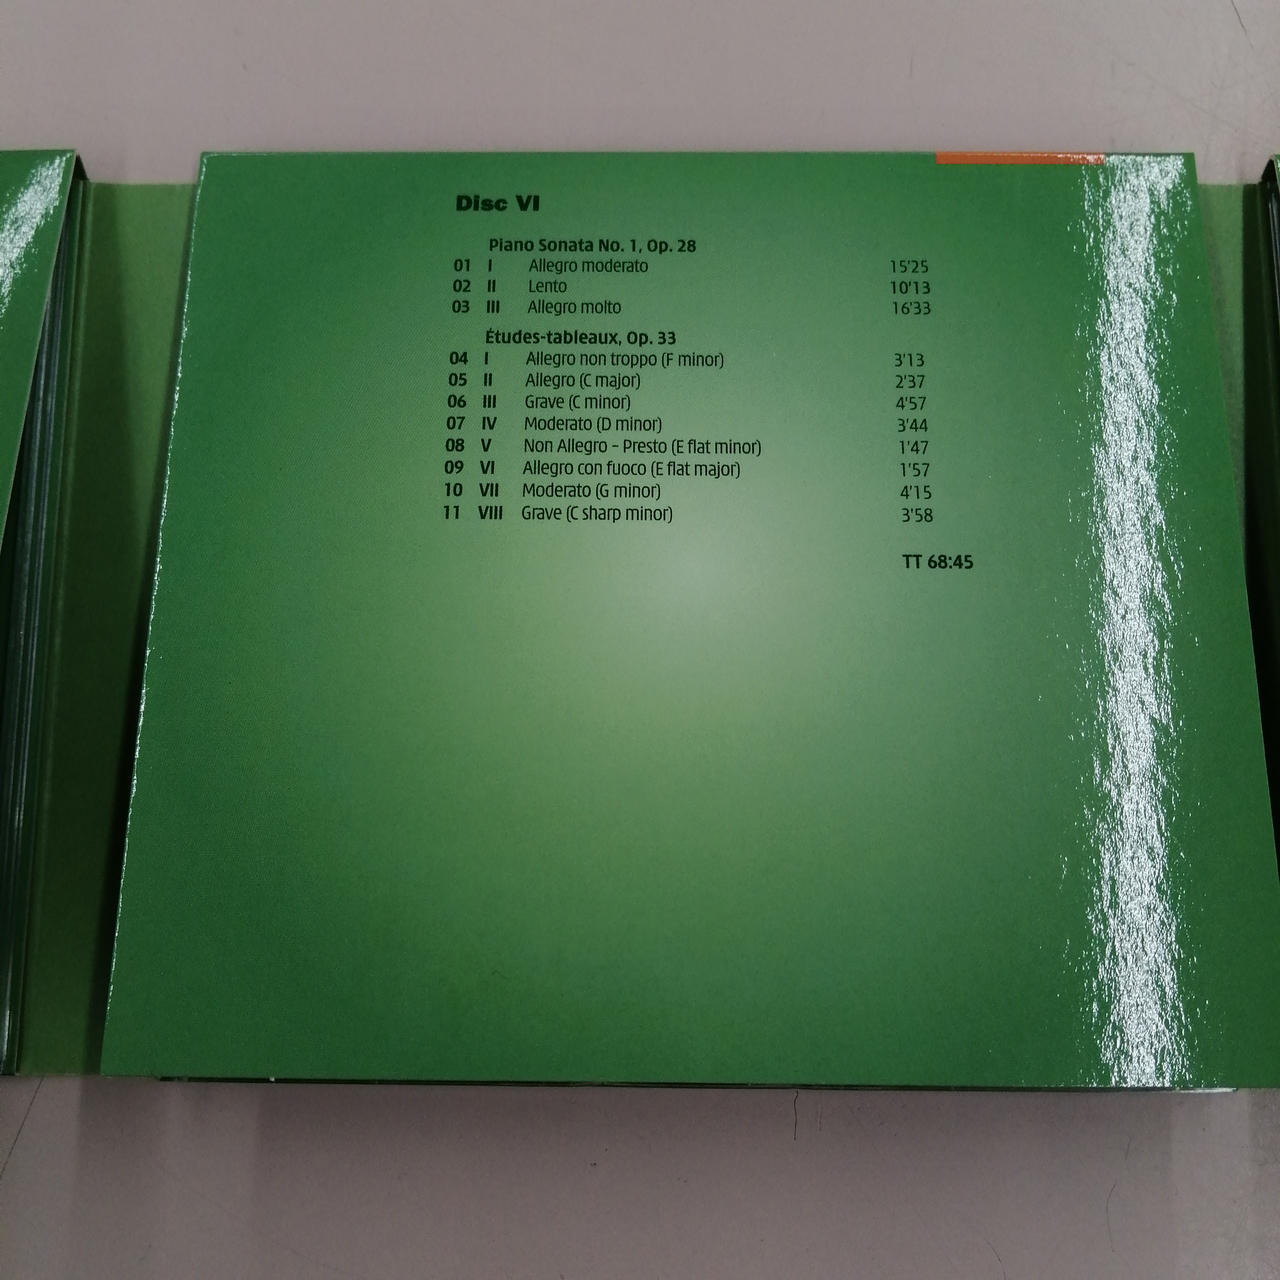 Disc VI
Piano Sonata No. 1, Op. 28
01 I Allegro moderato 15'25
02 II Lento 10'13
03 III Allegro molto 16'33
Études-tableaux, Op. 33
04 I Allegro non troppo (F minor) 3'13
05 II Allegro (C major) 2'37
06 III Grave (C minor) 4'57
07 IV Moderato (D minor) 3'44
08 V Non Allegro – Presto (E flat minor) 1'47
09 VI Allegro con fuoco (E flat major) 1'57
10 VII Moderato (G minor) 4'15
11 VIII Grave (C sharp minor) 3'58
TT 68:45